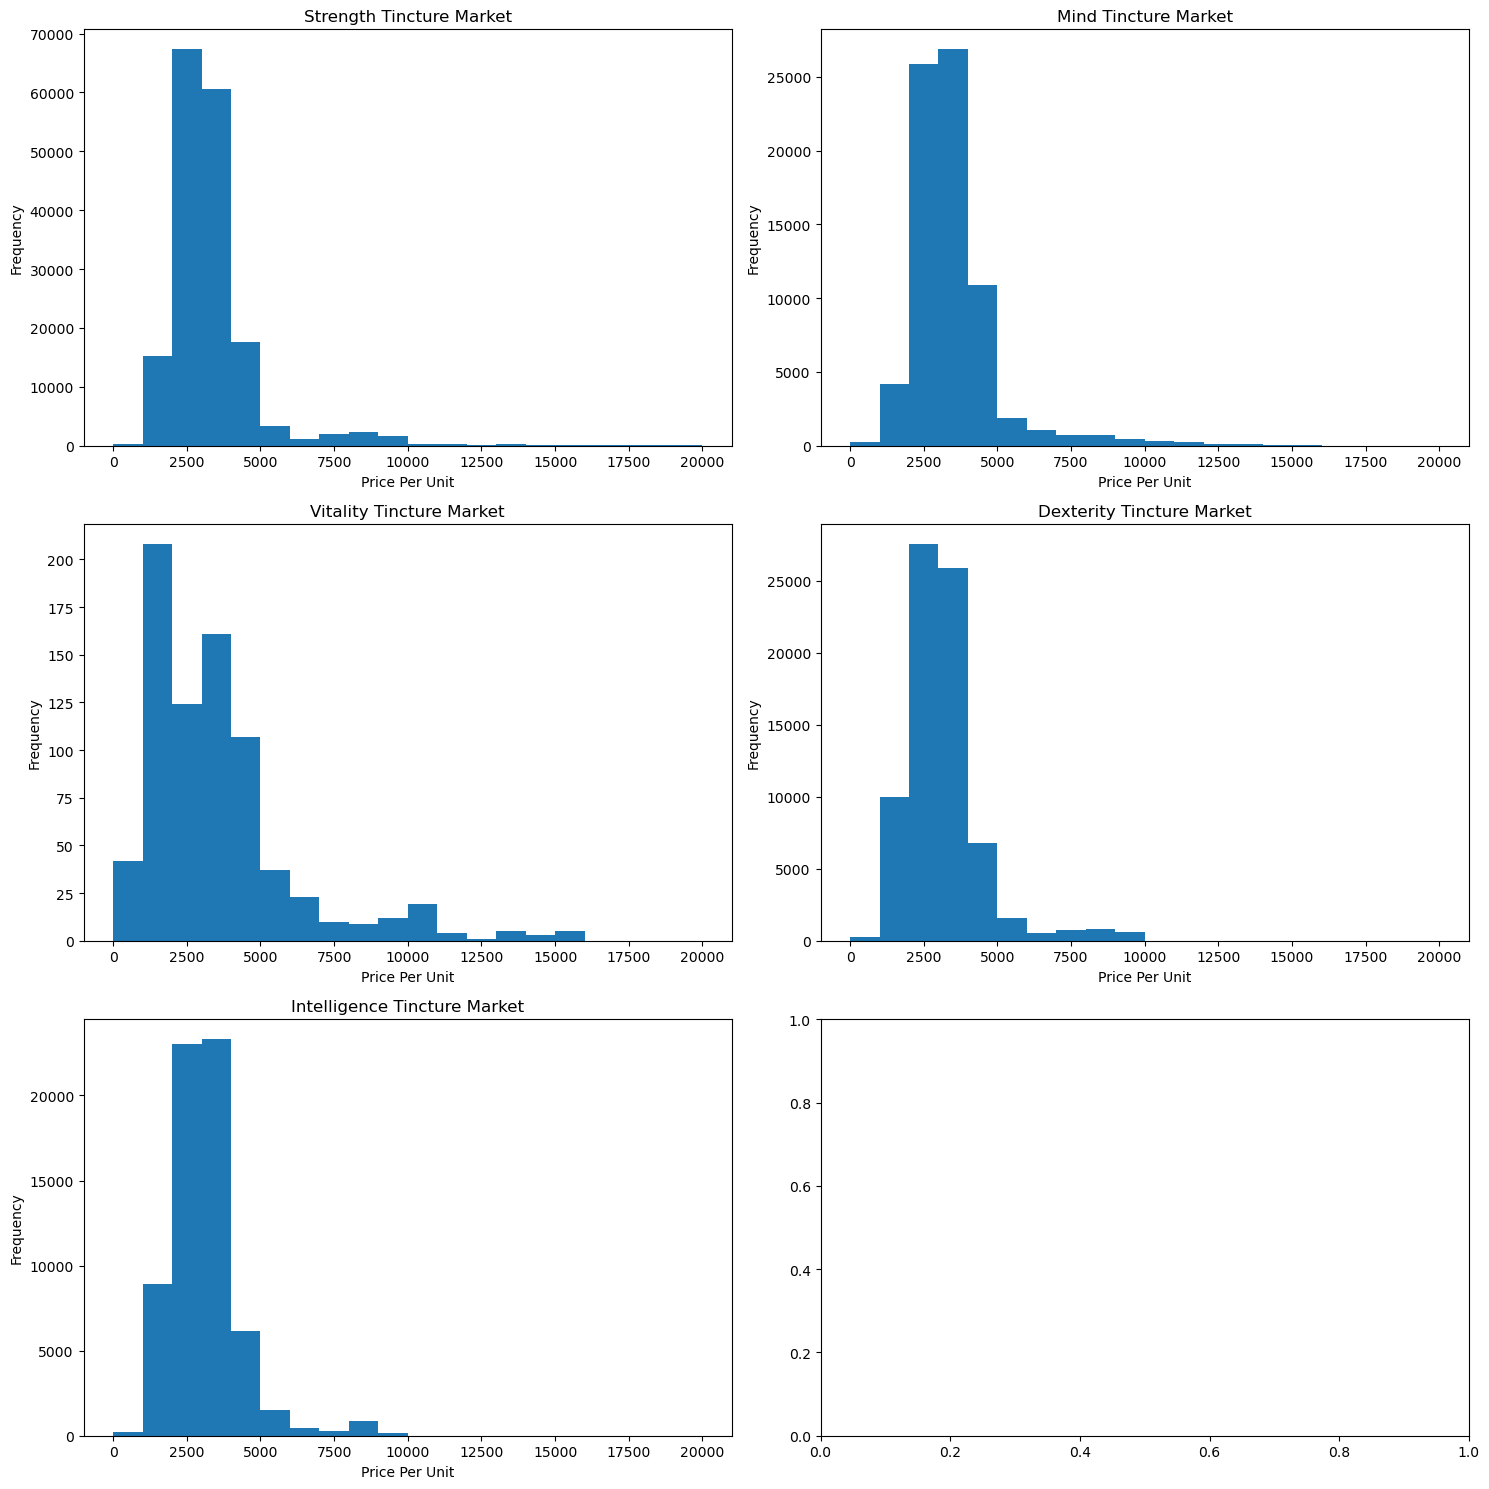 Strength Tincture Market
70000
60000
50000
40000
30000
20000
10000
0
Frequency
0 2500 5000 7500 10000 12500 15000 17500 20000
Price Per Unit
Mind Tincture Market
25000
20000
15000
10000
5000
0
Frequency
0 2500 5000 7500 10000 12500 15000 17500 20000
Price Per Unit
Vitality Tincture Market
200
175
150
125
100
75
50
25
0
Frequency
0 2500 5000 7500 10000 12500 15000 17500 20000
Price Per Unit
Dexterity Tincture Market
25000
20000
15000
10000
5000
0
Frequency
0 2500 5000 7500 10000 12500 15000 17500 20000
Price Per Unit
Intelligence Tincture Market
20000
15000
10000
5000
0
Frequency
0 2500 5000 7500 10000 12500 15000 17500 20000
Price Per Unit
1.0
0.8
0.6
0.4
0.2
0.0
0.0 0.2 0.4 0.6 0.8 1.0